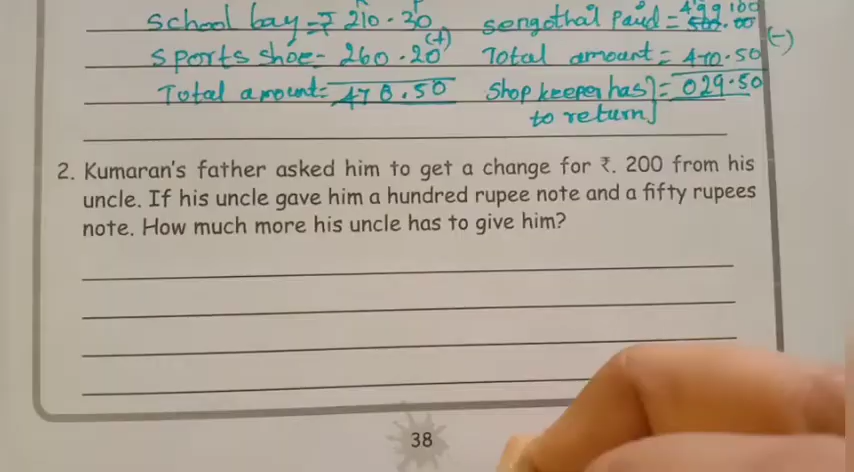 school bag = ₹ 210.30 sengothai paid = 499 100
500.00
sports shoe - 260.20 (+) Total amount = 470.50 (-)
Total amount = 470.50 shop keeper has] = 029.50
to return]
2. Kumaran's father asked him to get a change for ₹. 200 from his
uncle. If his uncle gave him a hundred rupee note and a fifty rupees
note. How much more his uncle has to give him?
38